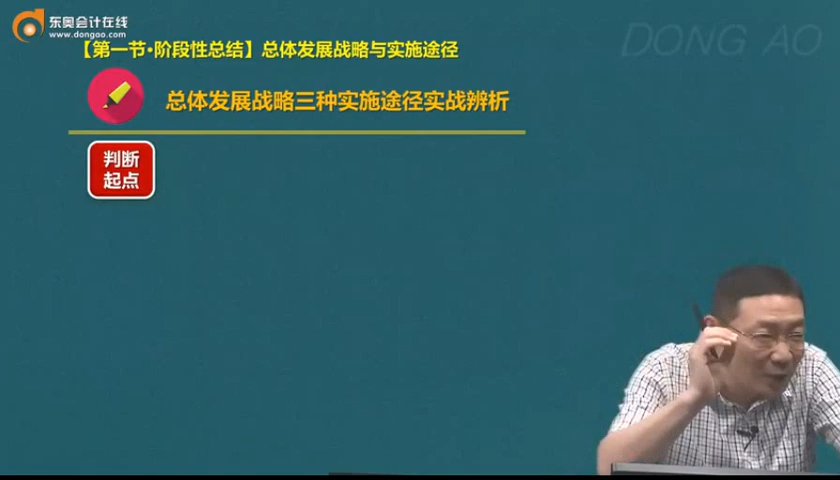 东奥会计在线
www.dongao.com
DONG AO
【第一节·阶段性总结】总体发展战略与实施途径
总体发展战略三种实施途径实战辨析
判断
起点